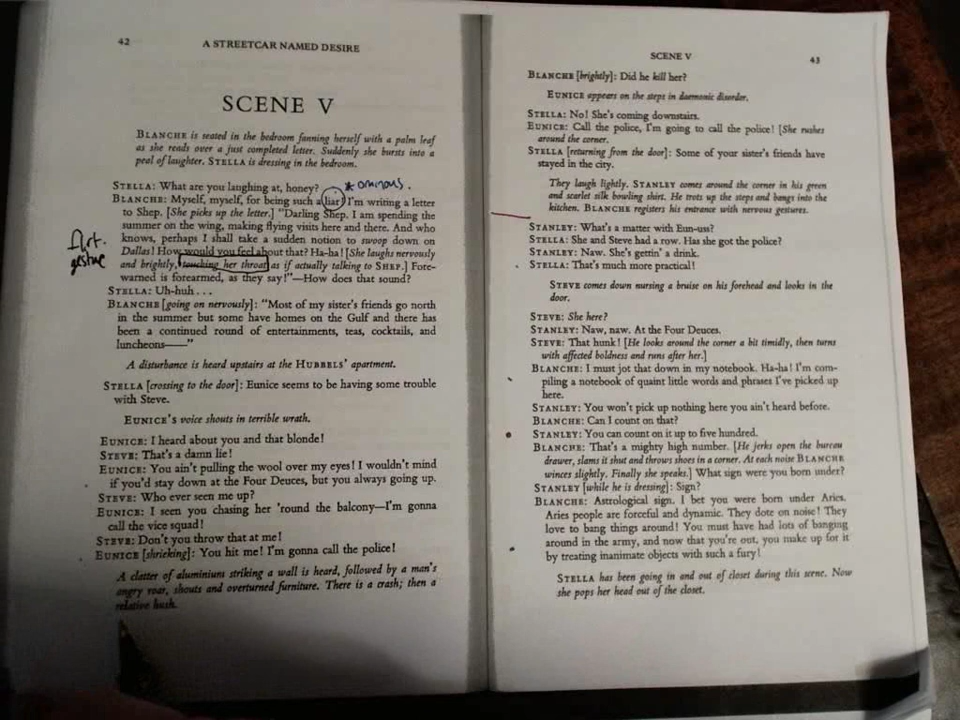 42
A STREETCAR NAMED DESIRE
SCENE V
BLANCHE is seated in the bedroom fanning herself with a palm leaf
as she reads over a just completed letter. Suddenly she bursts into a
peal of laughter. STELLA is dressing in the bedroom.
STELLA: What are you laughing at, honey? * ominous.
BLANCHE: Myself, myself, for being such a liar! I'm writing a letter
to Shep. [She picks up the letter.] "Darling Shep. I am spending the
summer on the wing, making flying visits here and there. And who
knows, perhaps I shall take a sudden notion to swoop down on
Dallas! How would you feel about that? Ha-ha! [She laughs nervously
and brightly, touching her throat as if actually talking to SHEP.] Fore-
warned is forearmed, as they say!"—How does that sound?
flirt.
gesture
STELLA: Uh-huh . . .
BLANCHE [going on nervously]: "Most of my sister's friends go north
in the summer but some have homes on the Gulf and there has
been a continued round of entertainments, teas, cocktails, and
luncheons——"
A disturbance is heard upstairs at the HUBBELS' apartment.
STELLA [crossing to the door]: Eunice seems to be having some trouble
with Steve.
EUNICE'S voice shouts in terrible wrath.
EUNICE: I heard about you and that blonde!
STEVE: That's a damn lie!
EUNICE: You ain't pulling the wool over my eyes! I wouldn't mind
if you'd stay down at the Four Deuces, but you always going up.
STEVE: Who ever seen me up?
EUNICE: I seen you chasing her 'round the balcony—I'm gonna
call the vice squad!
STEVE: Don't you throw that at me!
EUNICE [shrieking]: You hit me! I'm gonna call the police!
A clatter of aluminium striking a wall is heard, followed by a man's
angry roar, shouts and overturned furniture. There is a crash; then a
relative hush.
SCENE V
43
BLANCHE [brightly]: Did he kill her?
EUNICE appears on the steps in daemonic disorder.
STELLA: No! She's coming downstairs.
EUNICE: Call the police, I'm going to call the police! [She rushes
around the corner.
STELLA [returning from the door]: Some of your sister's friends have
stayed in the city.
They laugh lightly. STANLEY comes around the corner in his green
and scarlet silk bowling shirt. He trots up the steps and bangs into the
kitchen. BLANCHE registers his entrance with nervous gestures.
STANLEY: What's a matter with Eun-uss?
STELLA: She and Steve had a row. Has she got the police?
STANLEY: Naw. She's gettin' a drink.
STELLA: That's much more practical!
STEVE comes down nursing a bruise on his forehead and looks in the
door.
STEVE: She here?
STANLEY: Naw, naw. At the Four Deuces.
STEVE: That hunk! [He looks around the corner a bit timidly, then turns
with affected boldness and runs after her.]
BLANCHE: I must jot that down in my notebook. Ha-ha! I'm com-
piling a notebook of quaint little words and phrases I've picked up
here.
STANLEY: You won't pick up nothing here you ain't heard before.
BLANCHE: Can I count on that?
STANLEY: You can count on it up to five hundred.
BLANCHE: That's a mighty high number. [He jerks open the bureau
drawer, slams it shut and throws shoes in a corner. At each noise BLANCHE
winces slightly. Finally she speaks.] What sign were you born under?
STANLEY [while he is dressing]: Sign?
BLANCHE: Astrological sign. I bet you were born under Aries.
Aries people are forceful and dynamic. They dote on noise! They
love to bang things around! You must have had lots of banging
around in the army, and now that you're out, you make up for it
by treating inanimate objects with such a fury!
STELLA has been going in and out of closet during this scene. Now
she pops her head out of the closet.